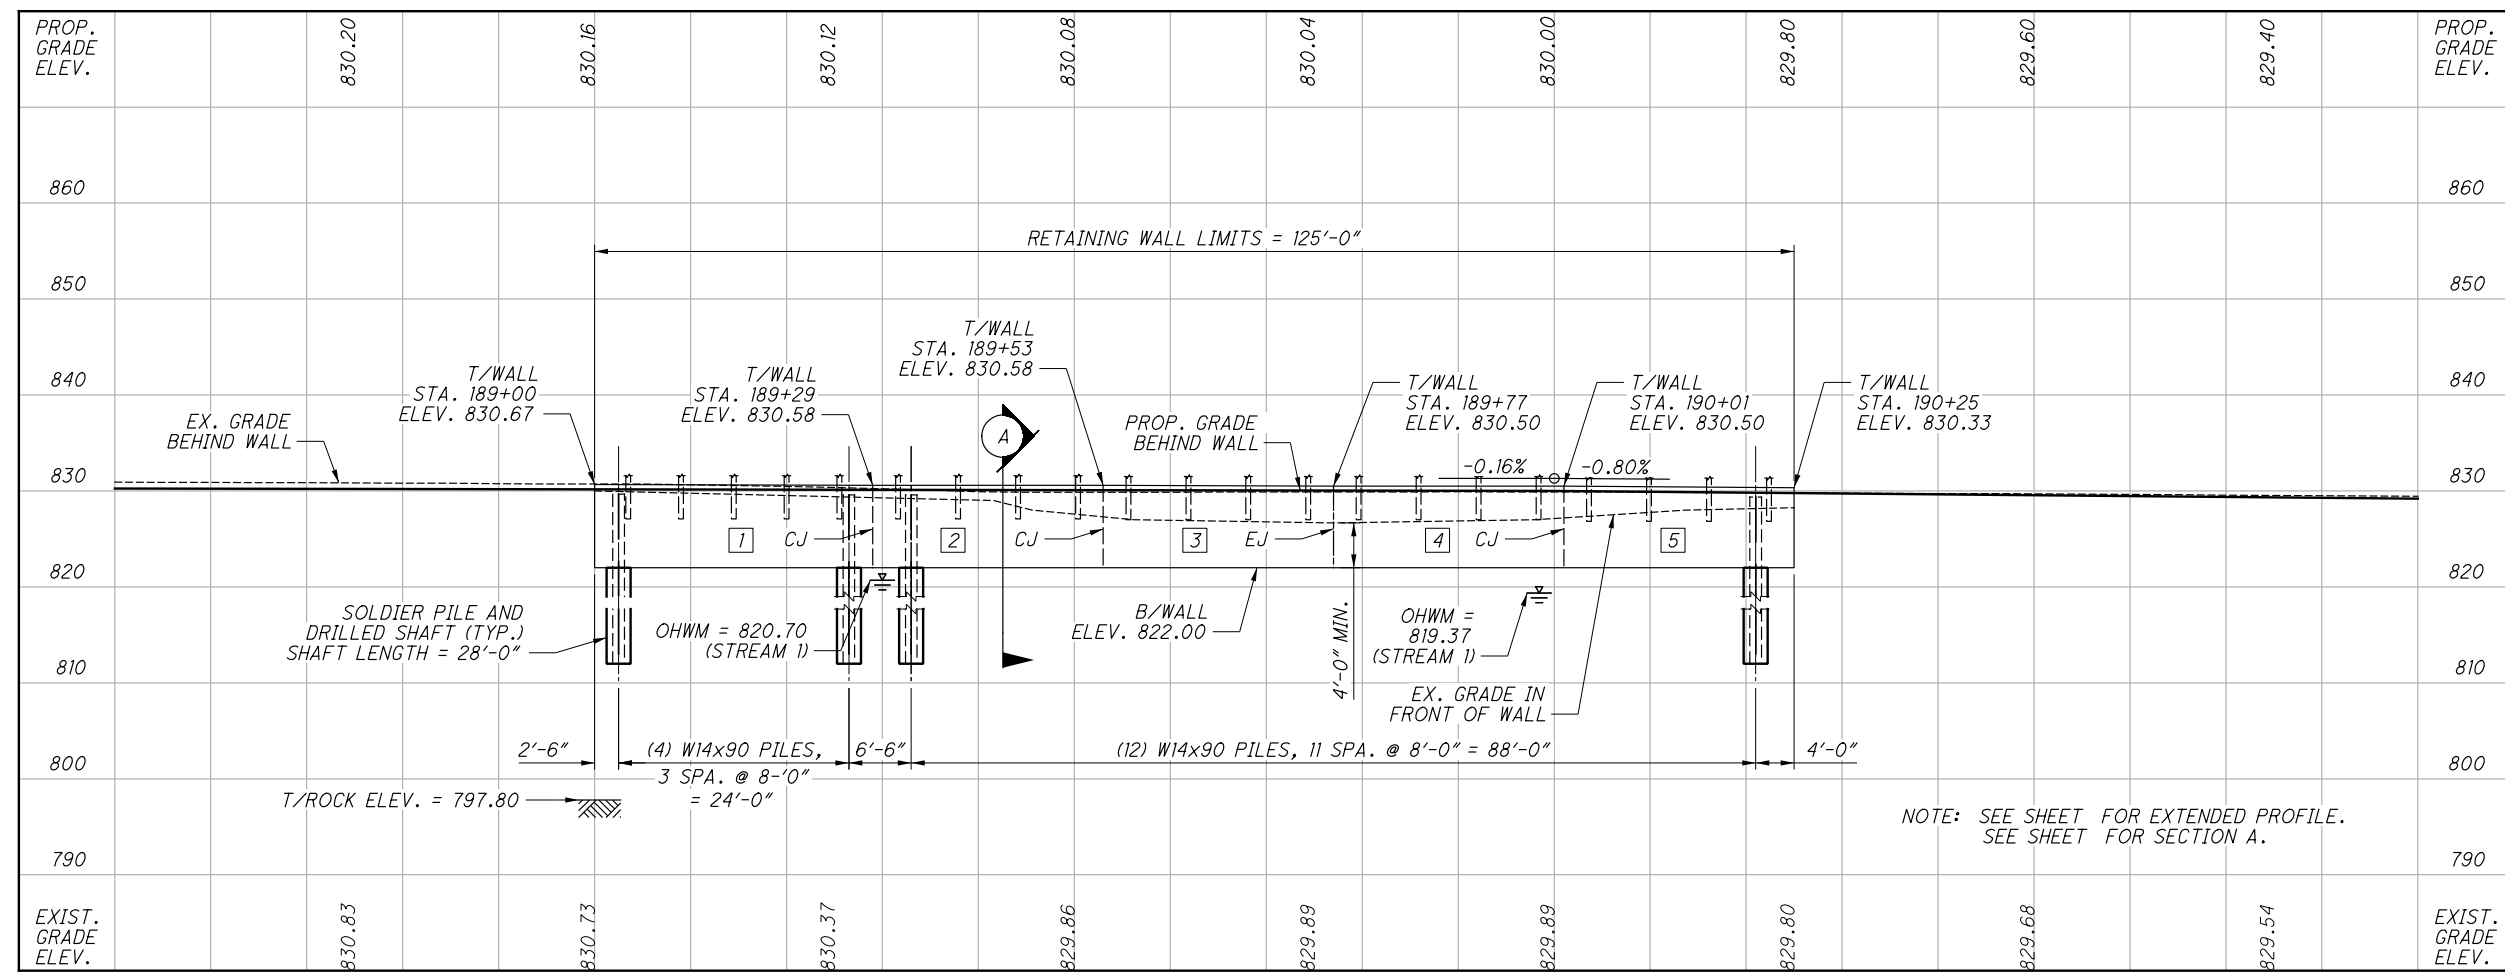 PROP.
GRADE
ELEV.
830.20
830.16
830.12
830.08
830.04
830.00
829.80
829.60
829.40
PROP.
GRADE
ELEV.
860
860
RETAINING WALL LIMITS = 125'-0"
850
850
T/WALL
STA. 189+53
ELEV. 830.58
840
840
T/WALL
STA. 189+00
ELEV. 830.67
T/WALL
STA. 189+29
ELEV. 830.58
T/WALL
STA. 189+77
ELEV. 830.50
T/WALL
STA. 190+01
ELEV. 830.50
T/WALL
STA. 190+25
ELEV. 830.33
EX. GRADE
BEHIND WALL
A
PROP. GRADE
BEHIND WALL
830
-0.16%
-0.80%
830
1
CJ
2
CJ
3
EJ
4
CJ
5
820
820
SOLDIER PILE AND
DRILLED SHAFT (TYP.)
SHAFT LENGTH = 28'-0"
OHWM = 820.70
(STREAM 1)
B/WALL
ELEV. 822.00
4'-0" MIN.
OHWM =
819.37
(STREAM 1)
810
810
EX. GRADE IN
FRONT OF WALL
2'-6"
(4) W14x90 PILES,
3 SPA. @ 8-'0"
= 24'-0"
6'-6"
(12) W14x90 PILES, 11 SPA. @ 8'-0" = 88'-0"
4'-0"
800
800
T/ROCK ELEV. = 797.80
NOTE: SEE SHEET FOR EXTENDED PROFILE.
SEE SHEET FOR SECTION A.
790
790
EXIST.
GRADE
ELEV.
830.83
830.73
830.37
829.86
829.89
829.89
829.80
829.68
829.54
EXIST.
GRADE
ELEV.